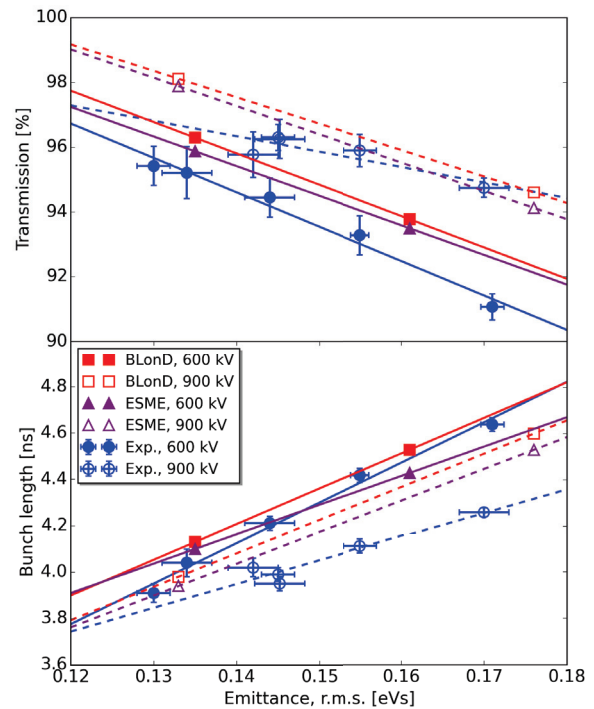 100
98
96
94
92
90
Transmission [%]
BLonD, 600 kV
BLonD, 900 kV
ESME, 600 kV
ESME, 900 kV
Exp., 600 kV
Exp., 900 kV
4.8
4.6
4.4
4.2
4.0
3.8
3.6
Bunch length [ns]
0.12 0.13 0.14 0.15 0.16 0.17 0.18
Emittance, r.m.s. [eVs]